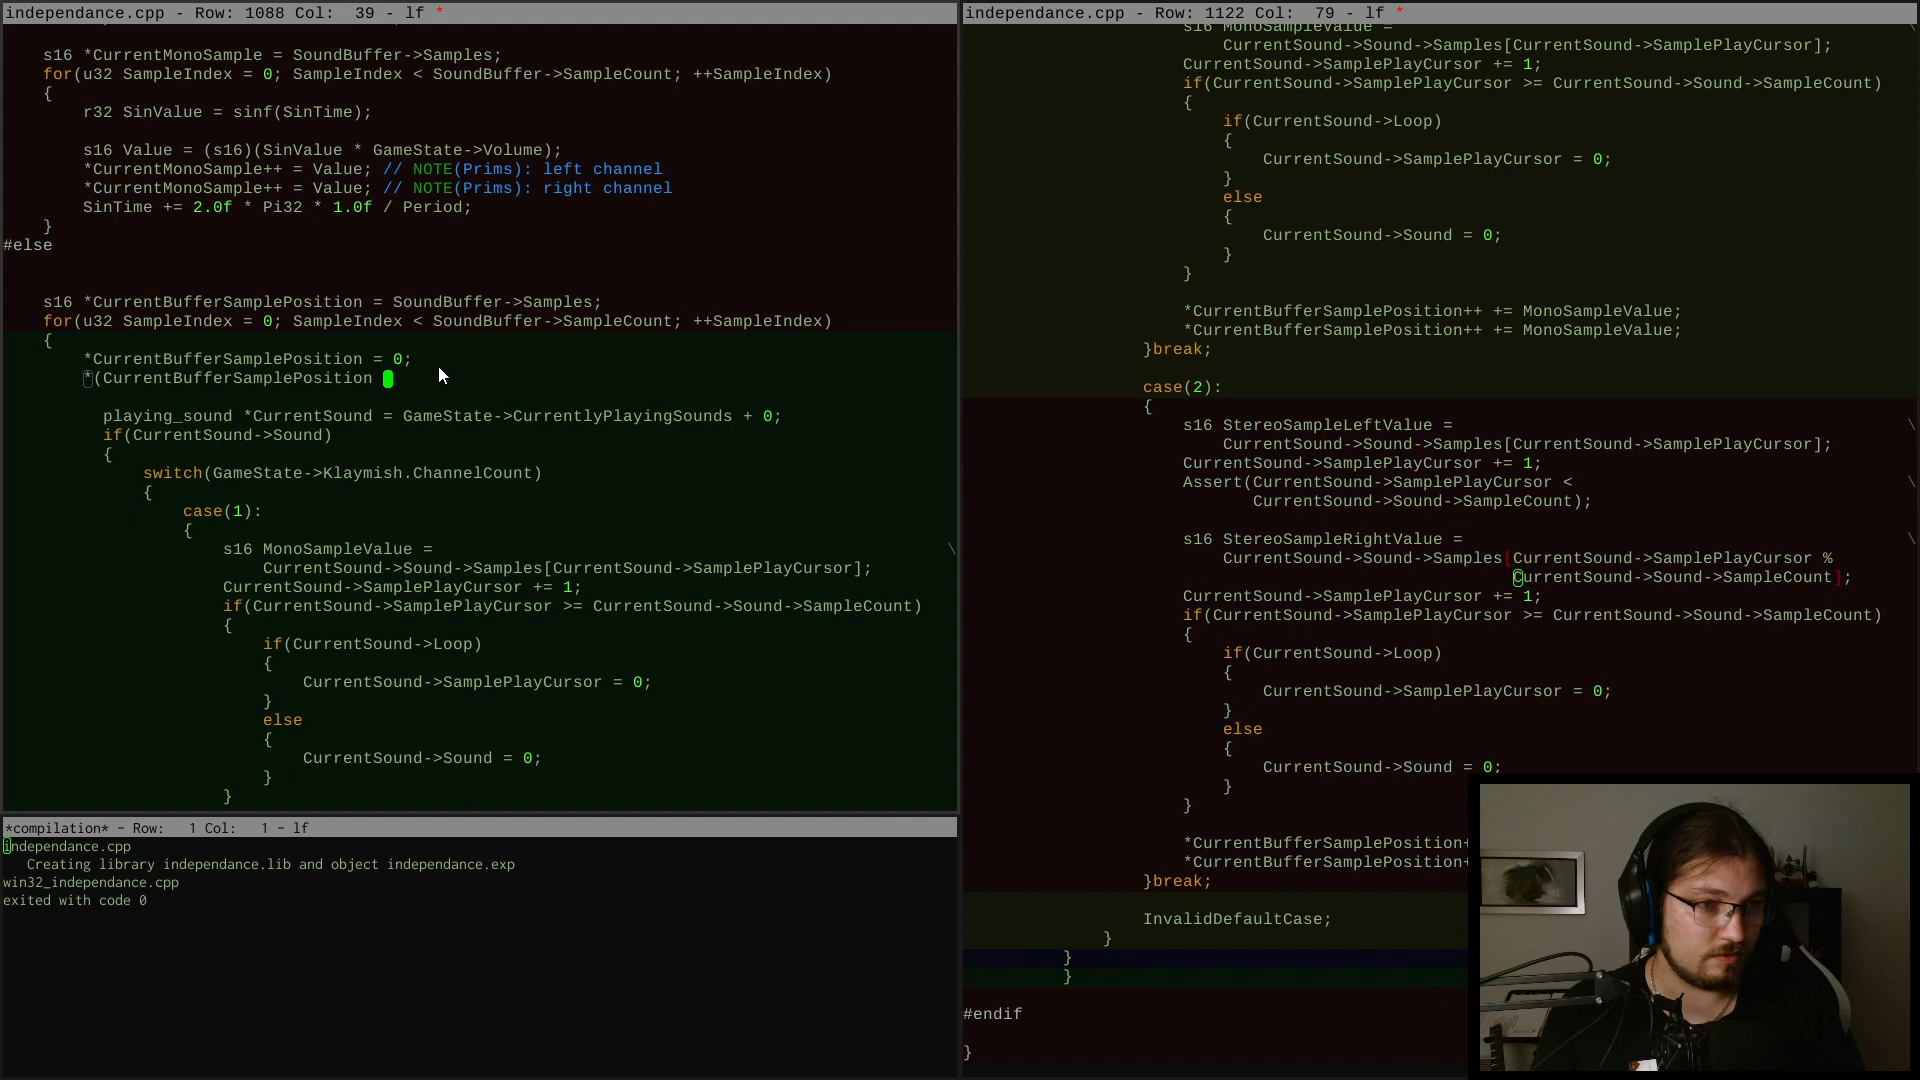 independance.cpp - Row: 1088 Col:  39 - lf *
    s16 *CurrentMonoSample = SoundBuffer->Samples;
    for(u32 SampleIndex = 0; SampleIndex < SoundBuffer->SampleCount; ++SampleIndex)
    {
        r32 SinValue = sinf(SinTime);
        s16 Value = (s16)(SinValue * GameState->Volume);
        *CurrentMonoSample++ = Value; // NOTE(Prims): left channel
        *CurrentMonoSample++ = Value; // NOTE(Prims): right channel
        SinTime += 2.0f * Pi32 * 1.0f / Period;
    }
#else
    s16 *CurrentBufferSamplePosition = SoundBuffer->Samples;
    for(u32 SampleIndex = 0; SampleIndex < SoundBuffer->SampleCount; ++SampleIndex)
    {
        *CurrentBufferSamplePosition = 0;
        *(CurrentBufferSamplePosition
          playing_sound *CurrentSound = GameState->CurrentlyPlayingSounds + 0;
          if(CurrentSound->Sound)
          {
              switch(GameState->Klaymish.ChannelCount)
              {
                  case(1):
                  {
                      s16 MonoSampleValue = \
                          CurrentSound->Sound->Samples[CurrentSound->SamplePlayCursor];
                      CurrentSound->SamplePlayCursor += 1;
                      if(CurrentSound->SamplePlayCursor >= CurrentSound->Sound->SampleCount)
                      {
                          if(CurrentSound->Loop)
                          {
                              CurrentSound->SamplePlayCursor = 0;
                          }
                          else
                          {
                              CurrentSound->Sound = 0;
                          }
                      }
*compilation* - Row:   1 Col:   1 - lf
independance.cpp
   Creating library independance.lib and object independance.exp
win32_independance.cpp
exited with code 0
independance.cpp - Row: 1122 Col:  79 - lf *
                      s16 MonoSampleValue = \
                          CurrentSound->Sound->Samples[CurrentSound->SamplePlayCursor];
                      CurrentSound->SamplePlayCursor += 1;
                      if(CurrentSound->SamplePlayCursor >= CurrentSound->Sound->SampleCount)
                      {
                          if(CurrentSound->Loop)
                          {
                              CurrentSound->SamplePlayCursor = 0;
                          }
                          else
                          {
                              CurrentSound->Sound = 0;
                          }
                      }
                      *CurrentBufferSamplePosition++ += MonoSampleValue;
                      *CurrentBufferSamplePosition++ += MonoSampleValue;
                  }break;
                  case(2):
                  {
                      s16 StereoSampleLeftValue = \
                          CurrentSound->Sound->Samples[CurrentSound->SamplePlayCursor];
                      CurrentSound->SamplePlayCursor += 1;
                      Assert(CurrentSound->SamplePlayCursor < \
                             CurrentSound->Sound->SampleCount);
                      s16 StereoSampleRightValue = \
                          CurrentSound->Sound->Samples[CurrentSound->SamplePlayCursor %
                                                       CurrentSound->Sound->SampleCount];
                      CurrentSound->SamplePlayCursor += 1;
                      if(CurrentSound->SamplePlayCursor >= CurrentSound->Sound->SampleCount)
                      {
                          if(CurrentSound->Loop)
                          {
                              CurrentSound->SamplePlayCursor = 0;
                          }
                          else
                          {
                              CurrentSound->Sound = 0;
                          }
                      }
                      *CurrentBufferSamplePosition+
                      *CurrentBufferSamplePosition+
                  }break;
                  InvalidDefaultCase;
              }
          }
          }
#endif
}